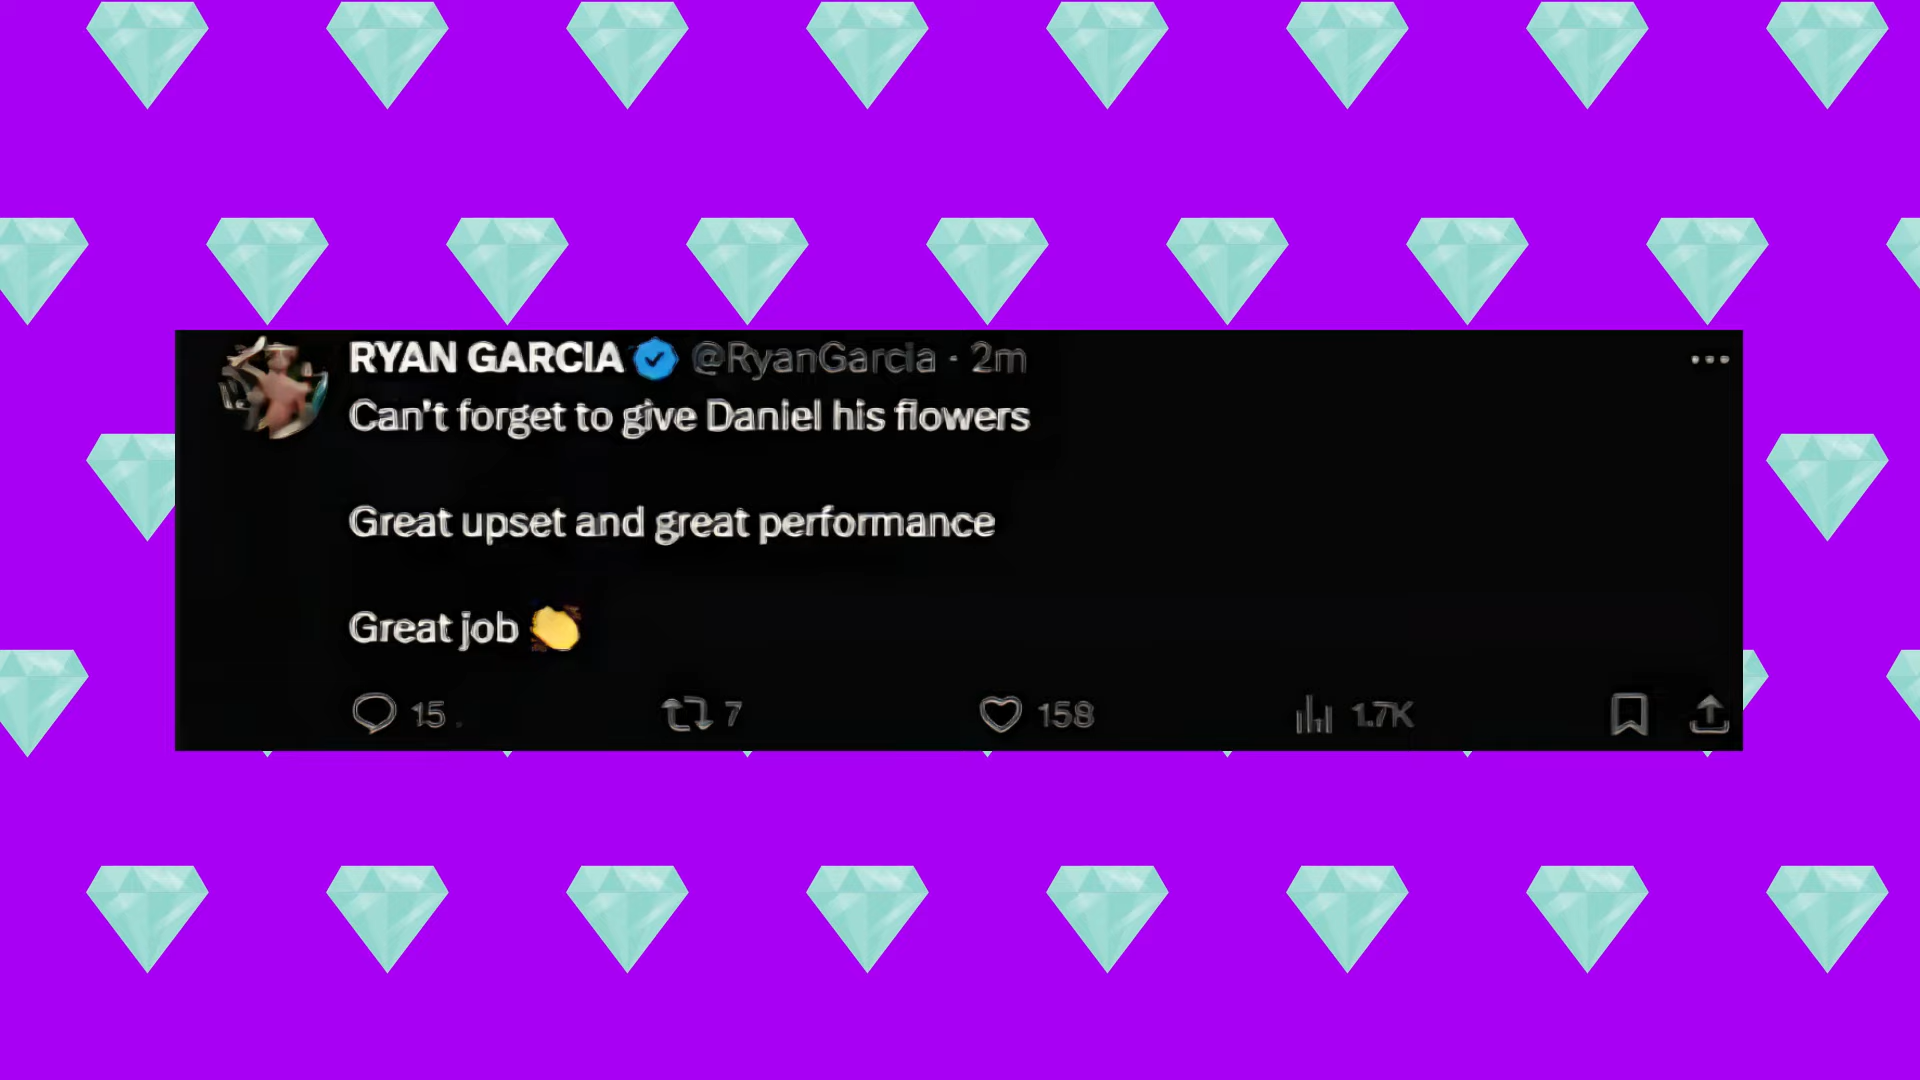 RYAN GARCIA @RyanGarcia · 2m
Can't forget to give Daniel his flowers
Great upset and great performance
Great job 👏
15 7 158 1.7K